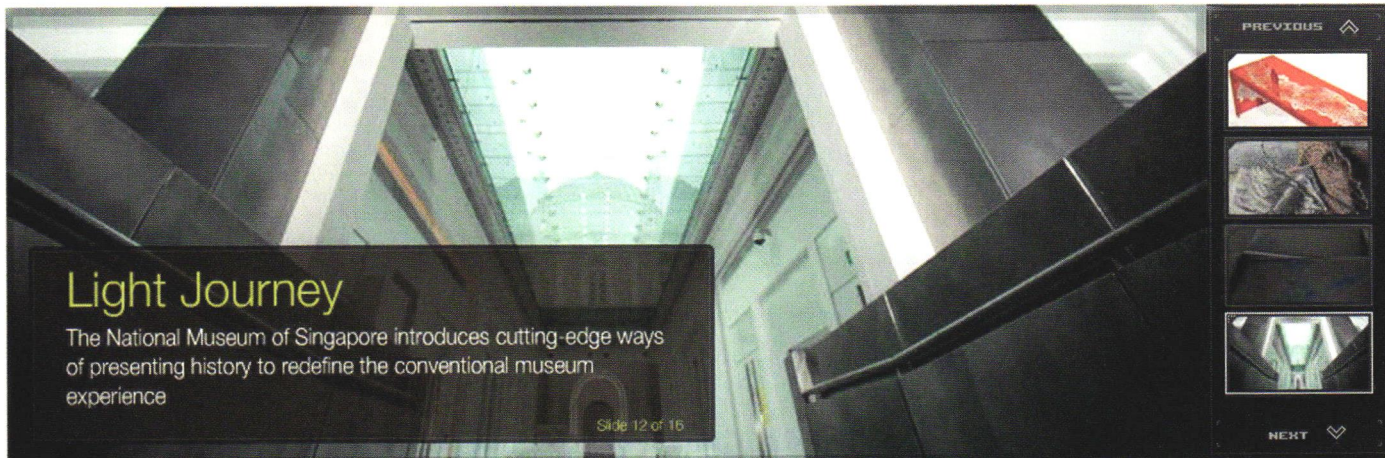 Light Journey
The National Museum of Singapore introduces cutting-edge ways
of presenting history to redefine the conventional museum
experience
Slide 12 of 16
PREVIOUS
NEXT